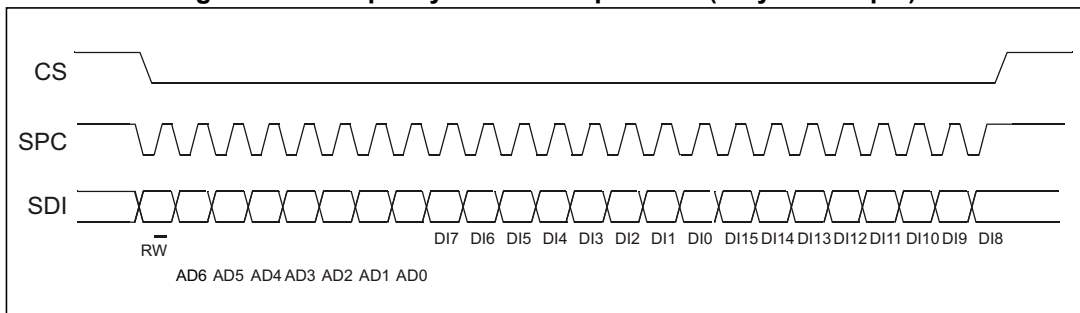 CS
SPC
SDI
RW
DI7 DI6 DI5 DI4 DI3 DI2 DI1 DI0 DI15 DI14 DI13 DI12 DI11 DI10 DI9 DI8
AD6 AD5 AD4 AD3 AD2 AD1 AD0